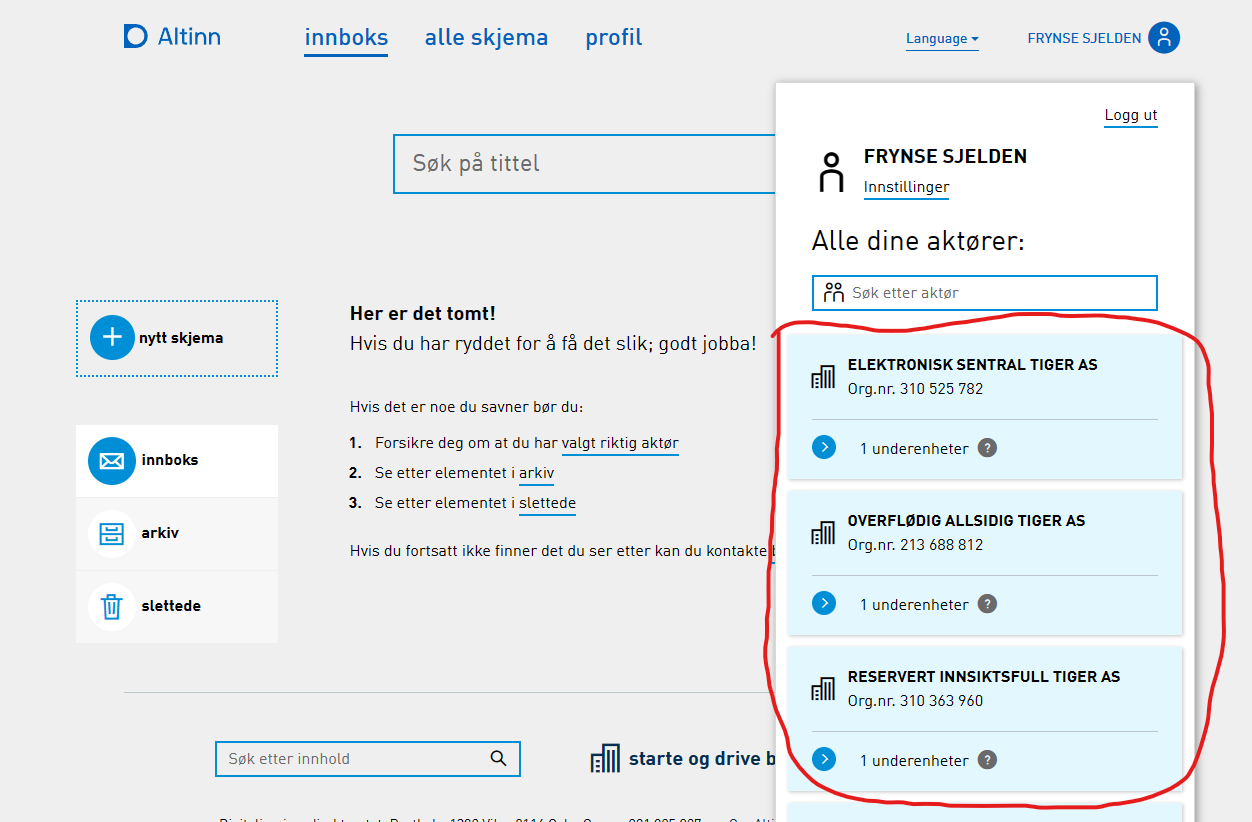 Altinn
innboks
alle skjema
profil
Language
FRYNSE SJELDEN
Logg ut
FRYNSE SJELDEN
Innstillinger
Søk på tittel
Alle dine aktører:
Søk etter aktør
nytt skjema
Her er det tomt!
Hvis du har ryddet for å få det slik; godt jobba!
Hvis det er noe du savner bør du:
1. Forsikre deg om at du har valgt riktig aktør
2. Se etter elementet i arkiv
3. Se etter elementet i slettede
Hvis du fortsatt ikke finner det du ser etter kan du kontakte
innboks
arkiv
slettede
ELEKTRONISK SENTRAL TIGER AS
Org.nr. 310 525 782
1 underenheter ?
OVERFLØDIG ALLSIDIG TIGER AS
Org.nr. 213 688 812
1 underenheter ?
RESERVERT INNSIKTSFULL TIGER AS
Org.nr. 310 363 960
1 underenheter ?
Søk etter innhold
starte og drive b